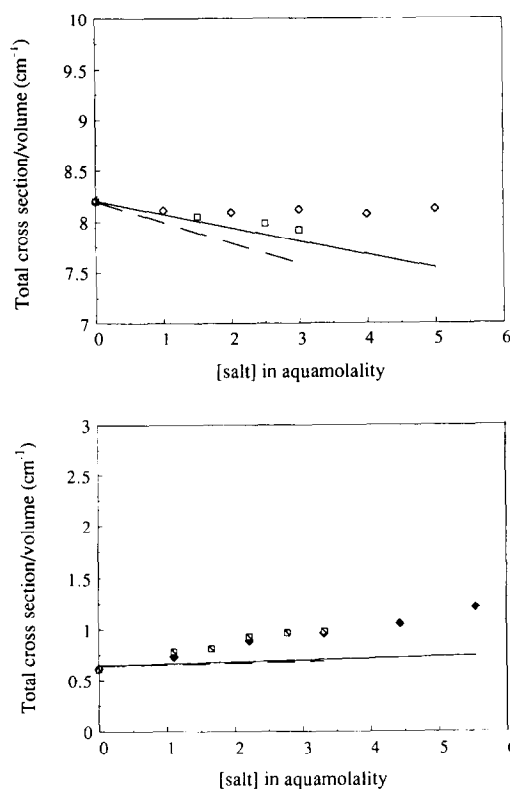 10
9.5
9
8.5
8
7.5
7
Total cross section/volume (cm⁻¹)
0 1 2 3 4 5 6
[salt] in aquamolality
3
2.5
2
1.5
1
0.5
0
Total cross section/volume (cm⁻¹)
0 1 2 3 4 5 6
[salt] in aquamolality